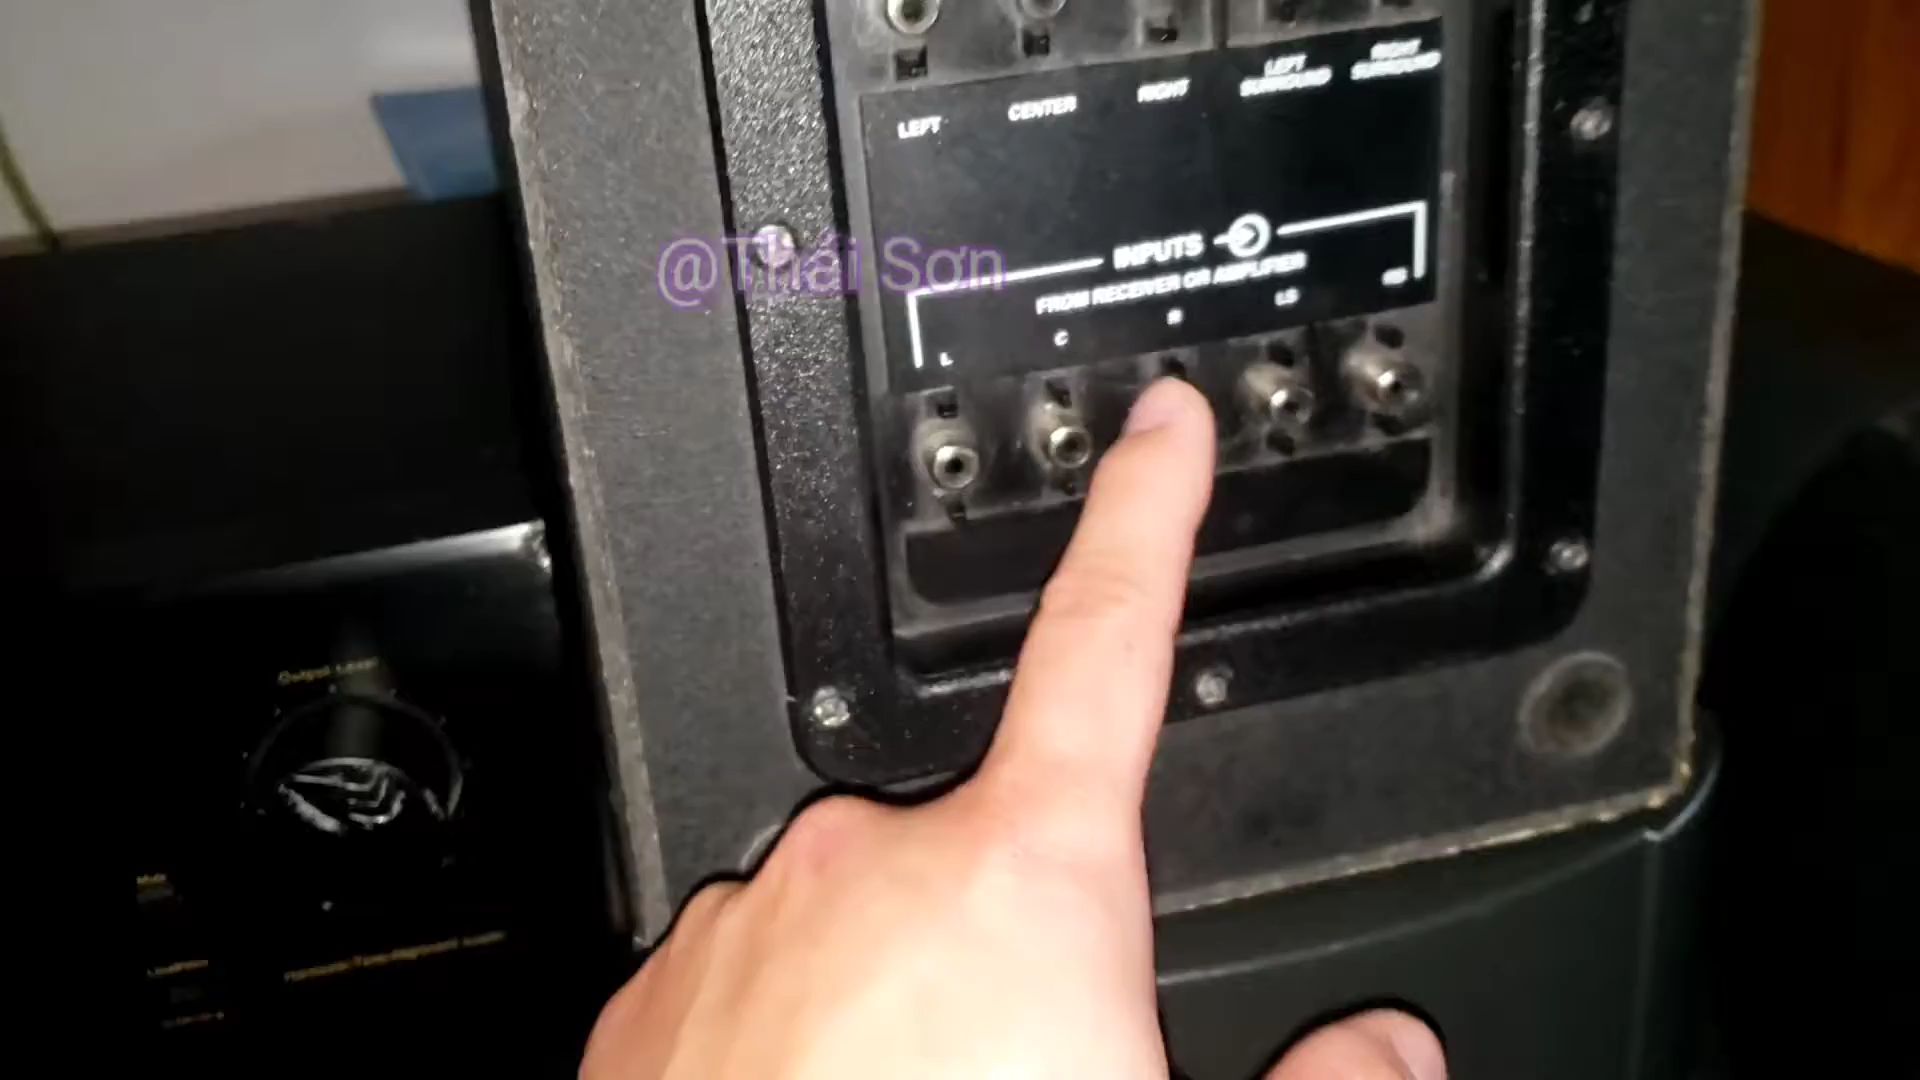 LEFT CENTER RIGHT LEFT SURROUND RIGHT SURROUND
INPUTS
@Thái Sơn
FROM RECEIVER OR AMPLIFIER
L C R LS RS
Output Level